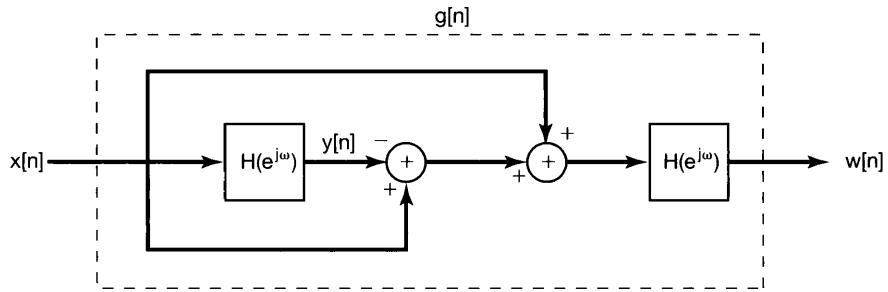 g[n]
x[n]
H(e^{jω})
y[n]
−
+
+
+
+
+
H(e^{jω})
w[n]